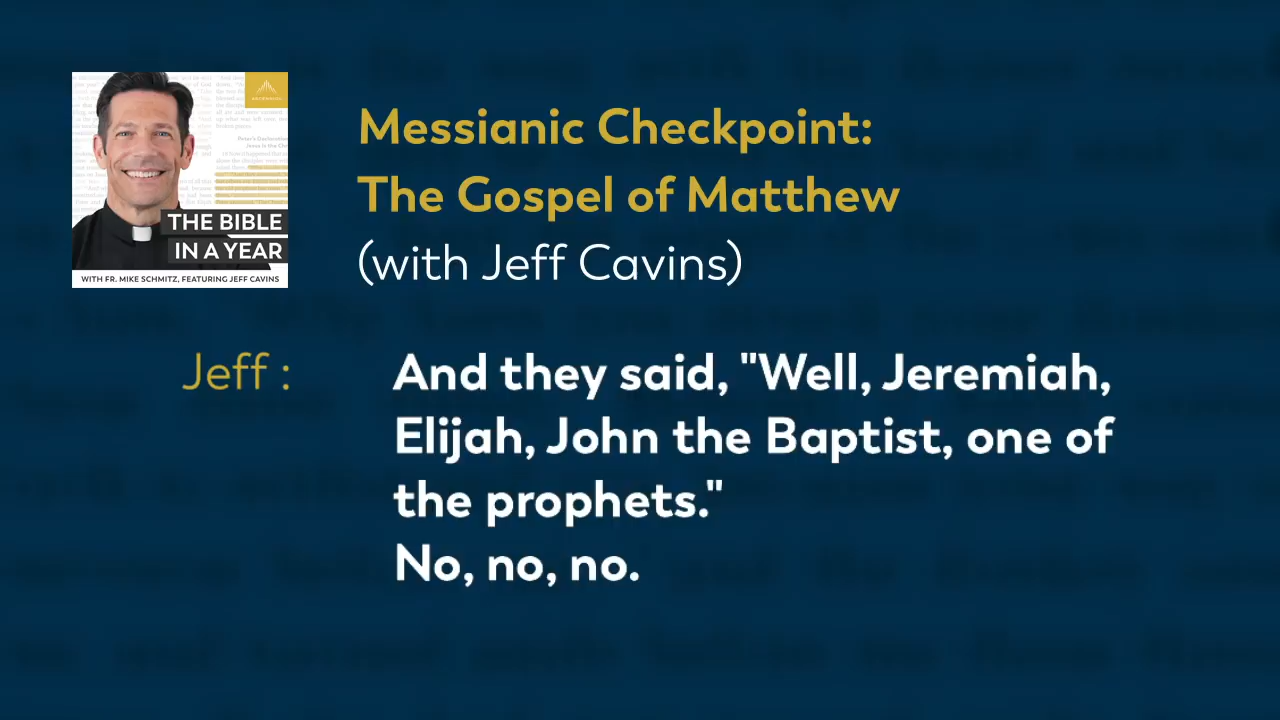 Messianic Checkpoint:
The Gospel of Matthew
(with Jeff Cavins)
THE BIBLE
IN A YEAR
WITH FR. MIKE SCHMITZ, FEATURING JEFF CAVINS
Jeff :
And they said, "Well, Jeremiah,
Elijah, John the Baptist, one of
the prophets."
No, no, no.